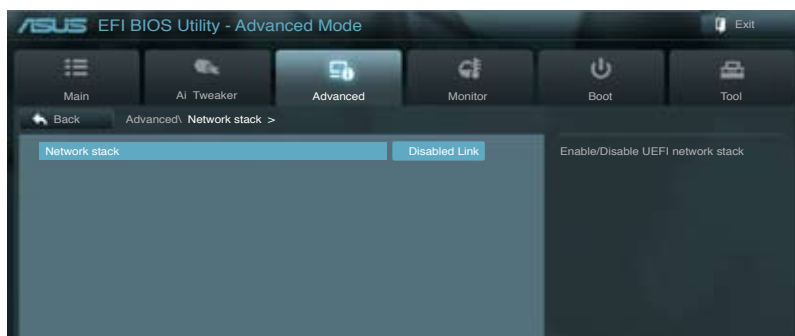 ASUS EFI BIOS Utility - Advanced Mode Exit
Main Ai Tweaker Advanced Monitor Boot Tool
Back Advanced\ Network stack >
Network stack Disabled Link Enable/Disable UEFI network stack